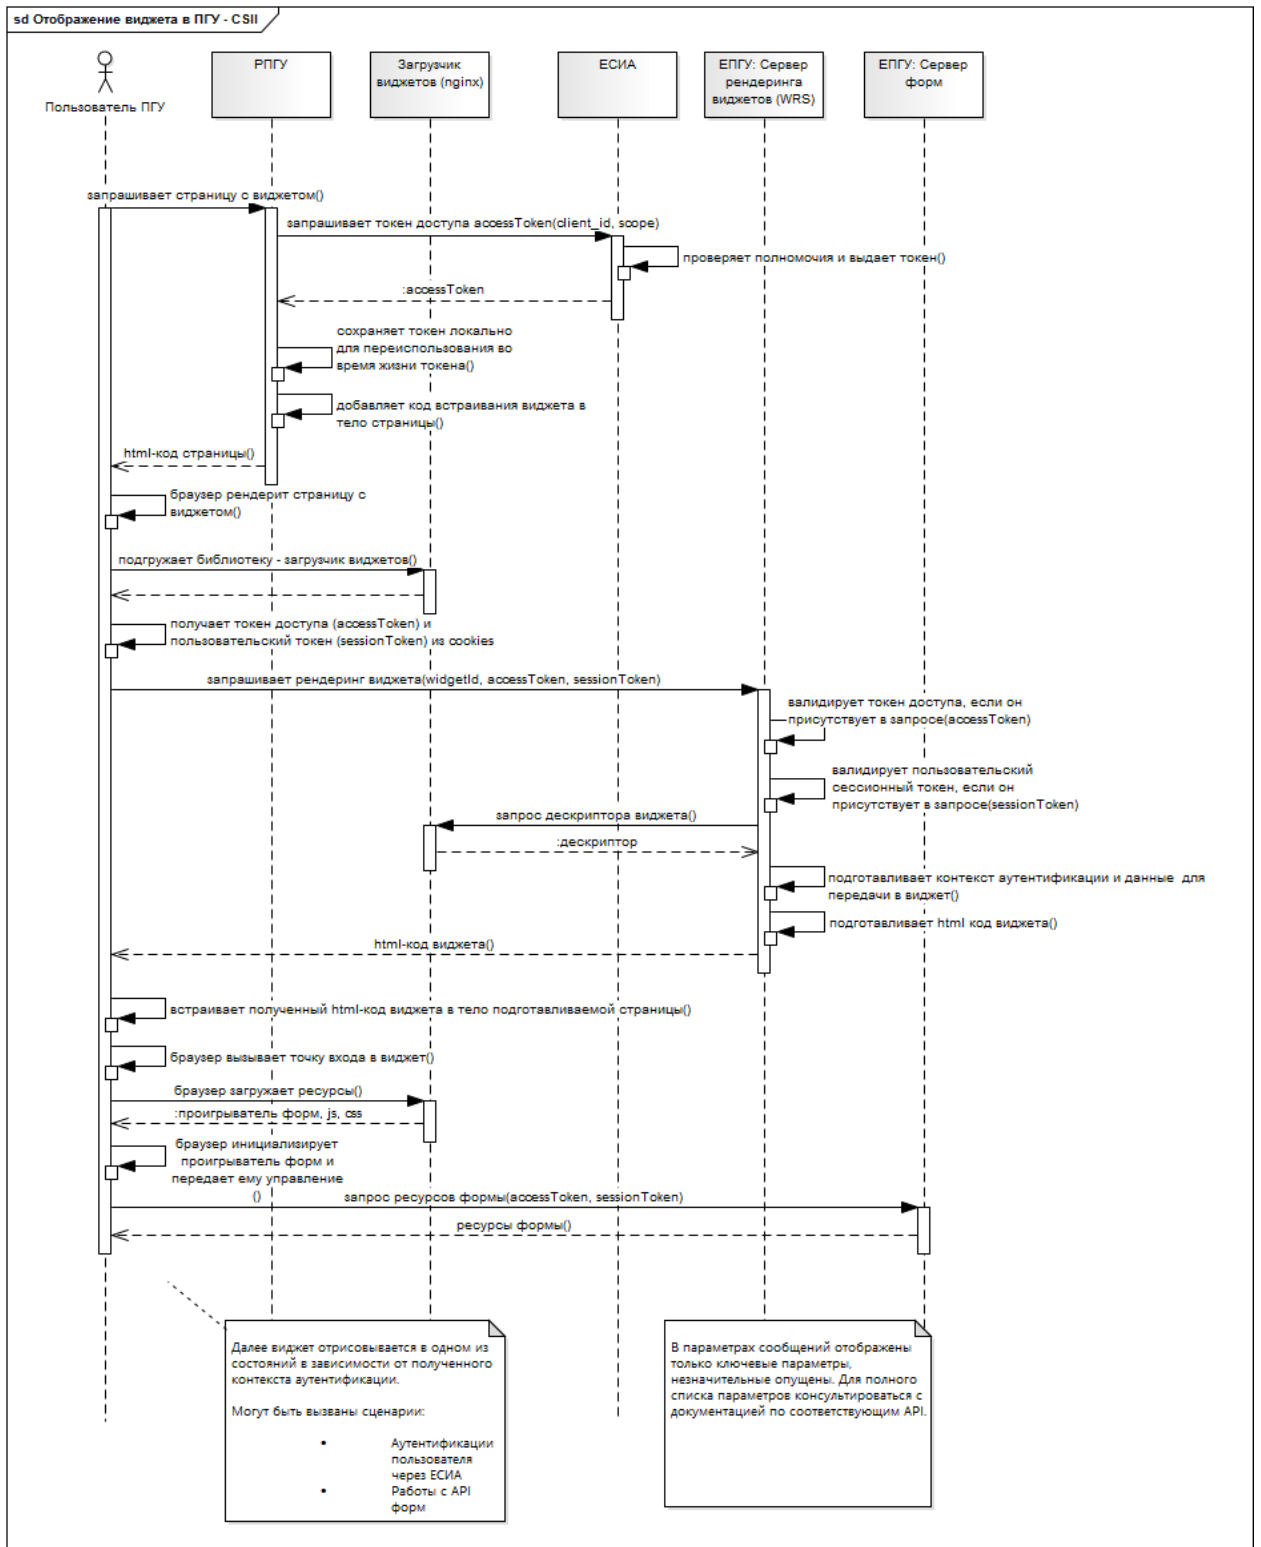 sd Отображение виджета в ПГУ - CSII
Пользователь ПГУ
РПГУ
Загрузчик
виджетов (nginx)
ЕСИА
ЕПГУ: Сервер
рендеринга
виджетов (WRS)
ЕПГУ: Сервер
форм
запрашивает страницу с виджетом()
запрашивает токен доступа accessToken(client_id, scope)
проверяет полномочия и выдает токен()
:accessToken
сохраняет токен локально
для переиспользования во
время жизни токена()
добавляет код встраивания виджета в
тело страницы()
html-код страницы()
браузер рендерит страницу с
виджетом()
подгружает библиотеку - загрузчик виджетов()
получает токен доступа (accessToken) и
пользовательский токен (sessionToken) из cookies
запрашивает рендеринг виджета(widgetId, accessToken, sessionToken)
валидирует токен доступа, если он
присутствует в запросе(accessToken)
валидирует пользовательский
сессионный токен, если он
присутствует в запросе(sessionToken)
запрос дескриптора виджета()
:дескриптор
подготавливает контекст аутентификации и данные для
передачи в виджет()
подготавливает html код виджета()
html-код виджета()
встраивает полученный html-код виджета в тело подготавливаемой страницы()
браузер вызывает точку входа в виджет()
браузер загружает ресурсы()
:проигрыватель форм, js, css
браузер инициализирует
проигрыватель форм и
передает ему управление
()
запрос ресурсов формы(accessToken, sessionToken)
ресурсы формы()
Далее виджет отрисовывается в одном из
состояний в зависимости от полученного
контекста аутентификации.
Могут быть вызваны сценарии:
• Аутентификации
пользователя
через ЕСИА
• Работы с API
форм
В параметрах сообщений отображены
только ключевые параметры,
незначительные опущены. Для полного
списка параметров консультироваться с
документацией по соответствующим API.